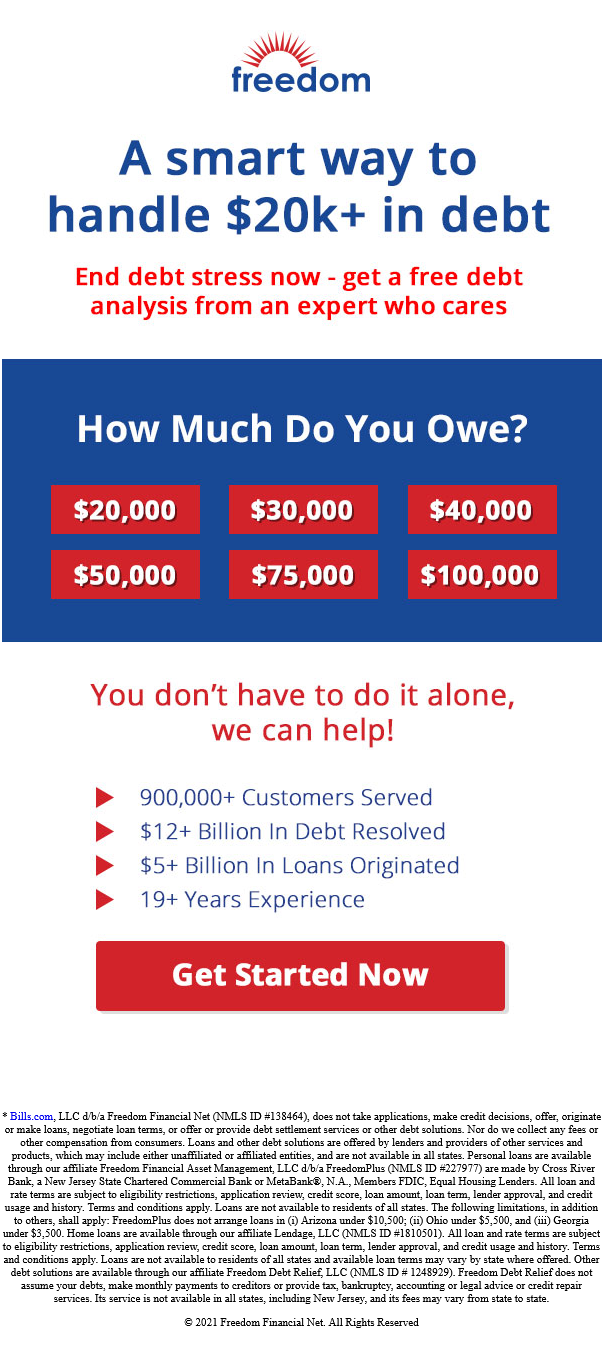 freedom
A smart way to
handle $20k+ in debt
End debt stress now - get a free debt
analysis from an expert who cares
How Much Do You Owe?
$20,000
$30,000
$40,000
$50,000
$75,000
$100,000
You don't have to do it alone,
we can help!
900,000+ Customers Served
$12+ Billion In Debt Resolved
$5+ Billion In Loans Originated
19+ Years Experience
Get Started Now
* Bills.com, LLC d/b/a Freedom Financial Net (NMLS ID #138464), does not take applications, make credit decisions, offer, originate
or make loans, negotiate loan terms, or offer or provide debt settlement services or other debt solutions. Nor do we collect any fees or
other compensation from consumers. Loans and other debt solutions are offered by lenders and providers of other services and
products, which may include either unaffiliated or affiliated entities, and are not available in all states. Personal loans are available
through our affiliate Freedom Financial Asset Management, LLC d/b/a FreedomPlus (NMLS ID #227977) are made by Cross River
Bank, a New Jersey State Chartered Commercial Bank or MetaBank®, N.A., Members FDIC, Equal Housing Lenders. All loan and
rate terms are subject to eligibility restrictions, application review, credit score, loan amount, loan term, lender approval, and credit
usage and history. Terms and conditions apply. Loans are not available to residents of all states. The following limitations, in addition
to others, shall apply: FreedomPlus does not arrange loans in (i) Arizona under $10,500; (ii) Ohio under $5,500, and (iii) Georgia
under $3,500. Home loans are available through our affiliate Lendage, LLC (NMLS ID #1810501). All loan and rate terms are subject
to eligibility restrictions, application review, credit score, loan amount, loan term, lender approval, and credit usage and history. Terms
and conditions apply. Loans are not available to residents of all states and available loan terms may vary by state where offered. Other
debt solutions are available through our affiliate Freedom Debt Relief, LLC (NMLS ID # 1248929). Freedom Debt Relief does not
assume your debts, make monthly payments to creditors or provide tax, bankruptcy, accounting or legal advice or credit repair
services. Its service is not available in all states, including New Jersey, and its fees may vary from state to state.
© 2021 Freedom Financial Net. All Rights Reserved